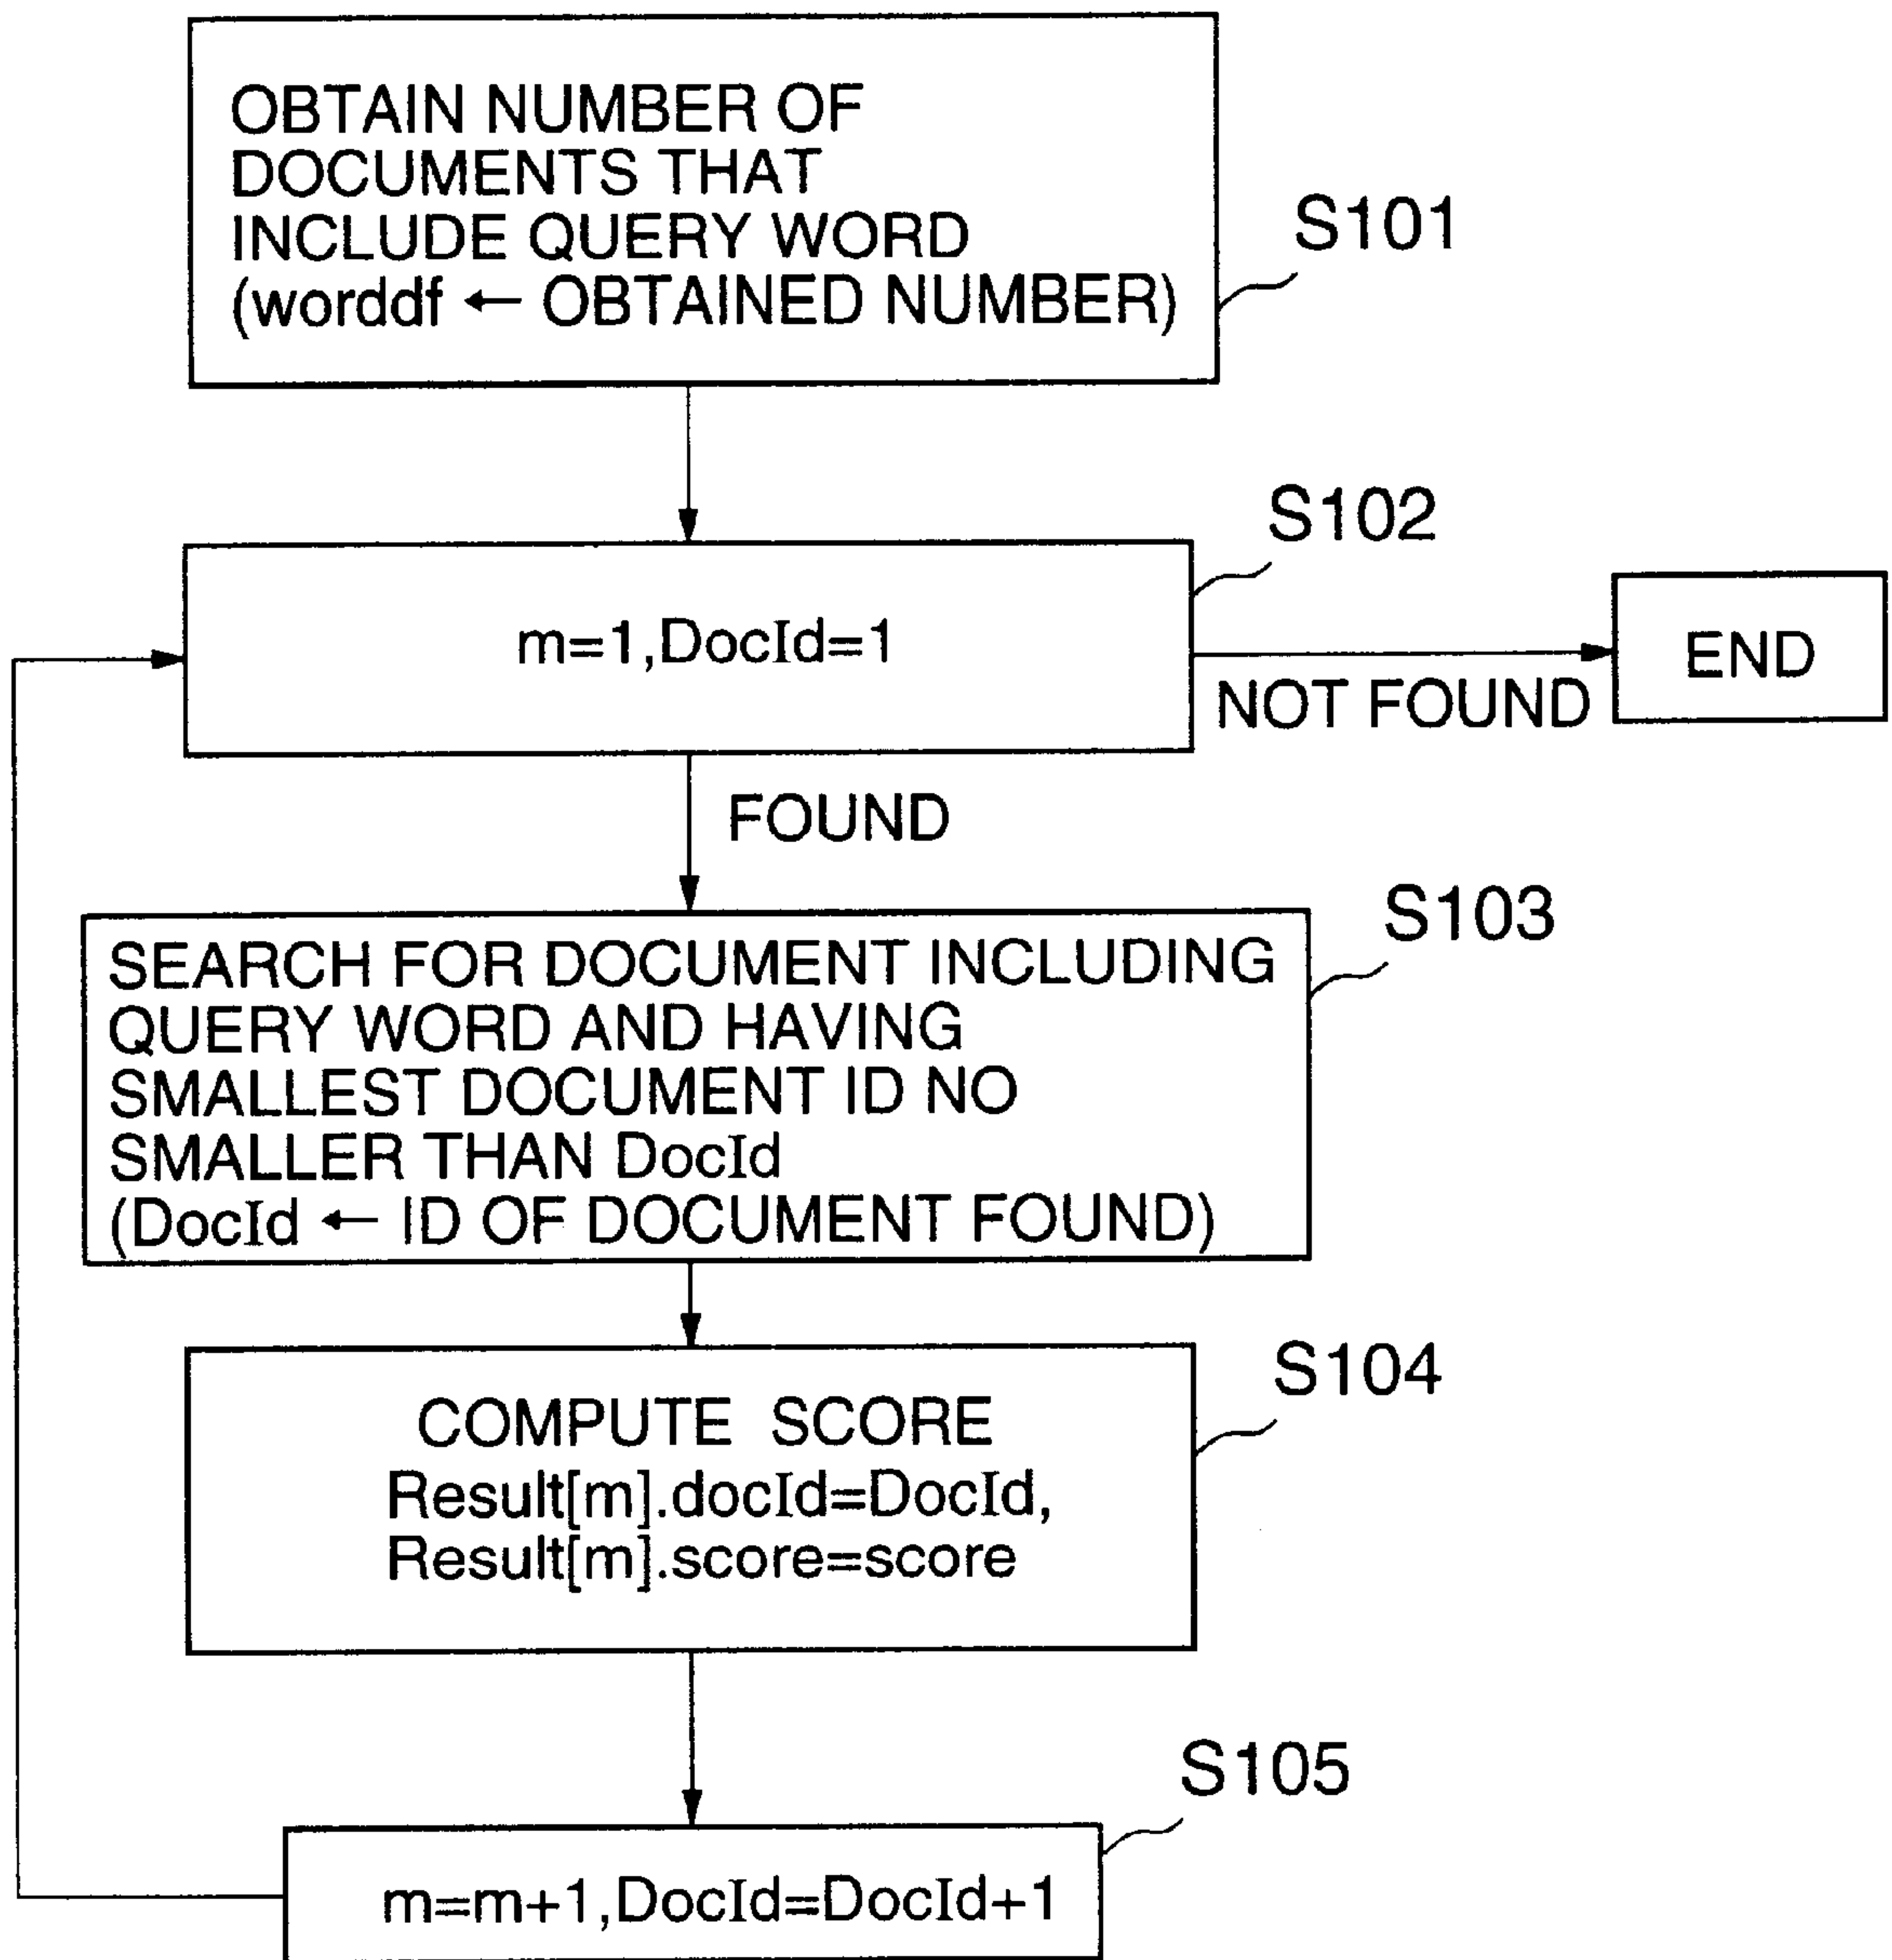 OBTAIN NUMBER OF
DOCUMENTS THAT
INCLUDE QUERY WORD
(worddf ← OBTAINED NUMBER)
S101
S102
m=1,DocId=1
END
NOT FOUND
FOUND
S103
SEARCH FOR DOCUMENT INCLUDING
QUERY WORD AND HAVING
SMALLEST DOCUMENT ID NO
SMALLER THAN DocId
(DocId ← ID OF DOCUMENT FOUND)
S104
COMPUTE SCORE
Result[m].docId=DocId,
Result[m].score=score
S105
m=m+1,DocId=DocId+1